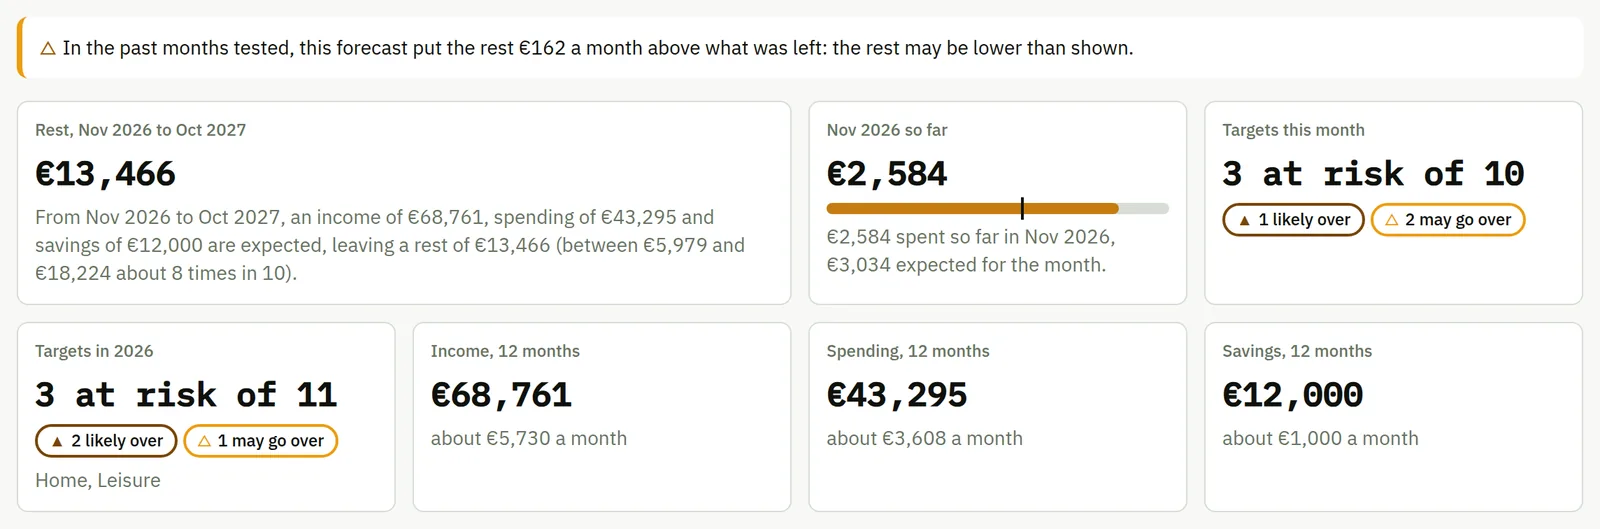 △ In the past months tested, this forecast put the rest €162 a month above what was left: the rest may be lower than shown.
Rest, Nov 2026 to Oct 2027
€13,466
From Nov 2026 to Oct 2027, an income of €68,761, spending of €43,295 and
savings of €12,000 are expected, leaving a rest of €13,466 (between €5,979 and
€18,224 about 8 times in 10).
Nov 2026 so far
€2,584
€2,584 spent so far in Nov 2026,
€3,034 expected for the month.
Targets this month
3 at risk of 10
▲ 1 likely over △ 2 may go over
Targets in 2026
3 at risk of 11
▲ 2 likely over △ 1 may go over
Home, Leisure
Income, 12 months
€68,761
about €5,730 a month
Spending, 12 months
€43,295
about €3,608 a month
Savings, 12 months
€12,000
about €1,000 a month